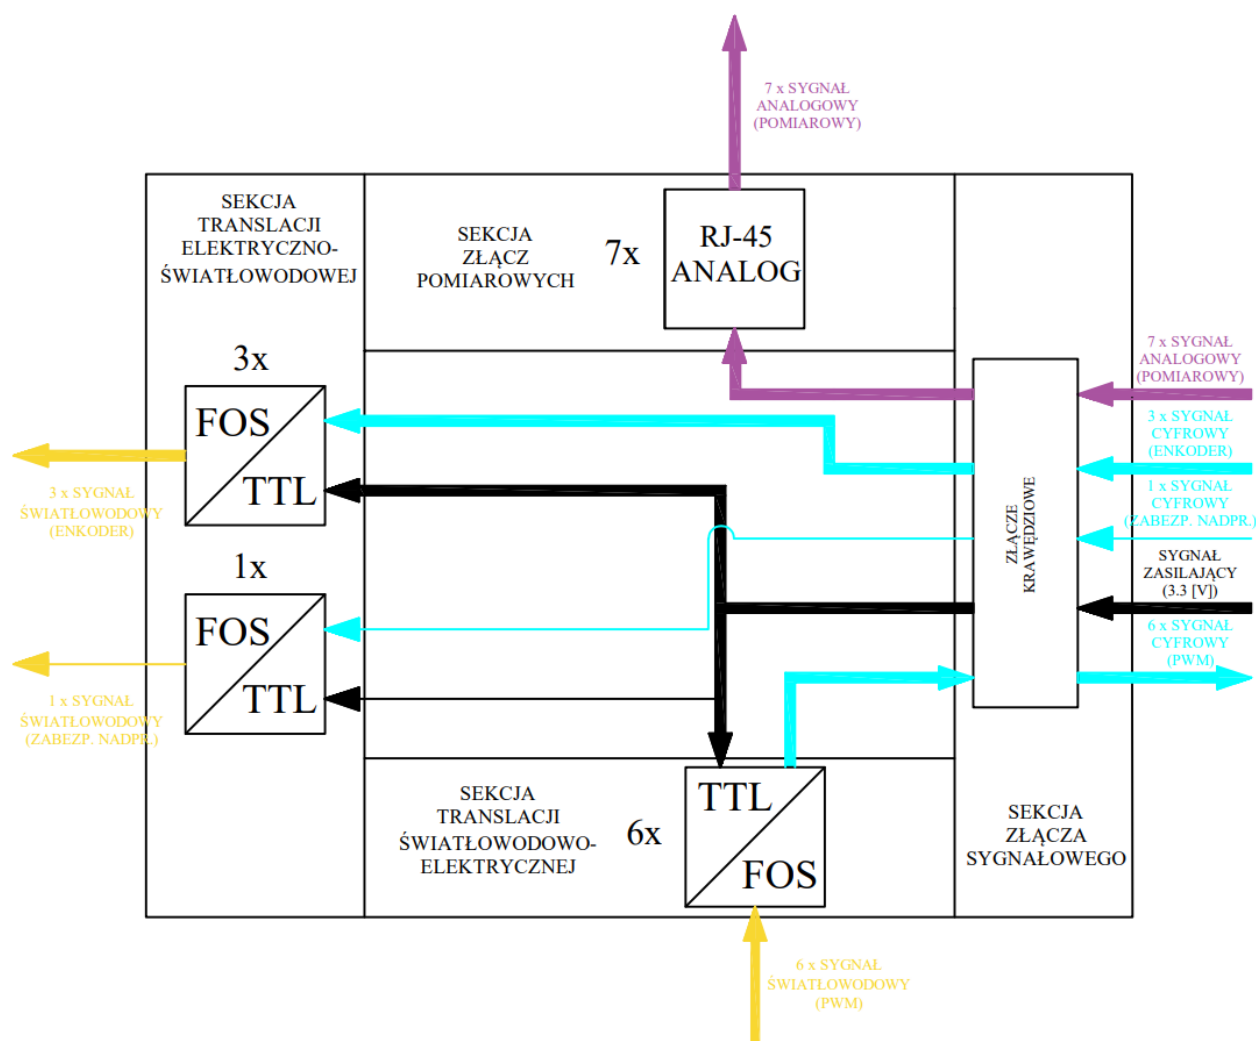 7 x SYGNAŁ
ANALOGOWY
(POMIAROWY)
SEKCJA
TRANSLACJI
ELEKTRYCZNO-
ŚWIATŁOWODOWEJ
SEKCJA
ZŁĄCZ
POMIAROWYCH
7x
RJ-45
ANALOG
3x
FOS
TTL
3 x SYGNAŁ
ŚWIATŁOWODOWY
(ENKODER)
1x
FOS
TTL
1 x SYGNAŁ
ŚWIATŁOWODOWY
(ZABEZP. NADPR.)
ZŁĄCZE
KRAWĘDZIOWE
7 x SYGNAŁ
ANALOGOWY
(POMIAROWY)
3 x SYGNAŁ
CYFROWY
(ENKODER)
1 x SYGNAŁ
CYFROWY
(ZABEZP. NADPR.)
SYGNAŁ
ZASILAJĄCY
(3.3 [V])
6 x SYGNAŁ
CYFROWY
(PWM)
SEKCJA
TRANSLACJI
ŚWIATŁOWODOWO-
ELEKTRYCZNEJ
6x
TTL
FOS
SEKCJA
ZŁĄCZA
SYGNAŁOWEGO
6 x SYGNAŁ
ŚWIATŁOWODOWY
(PWM)